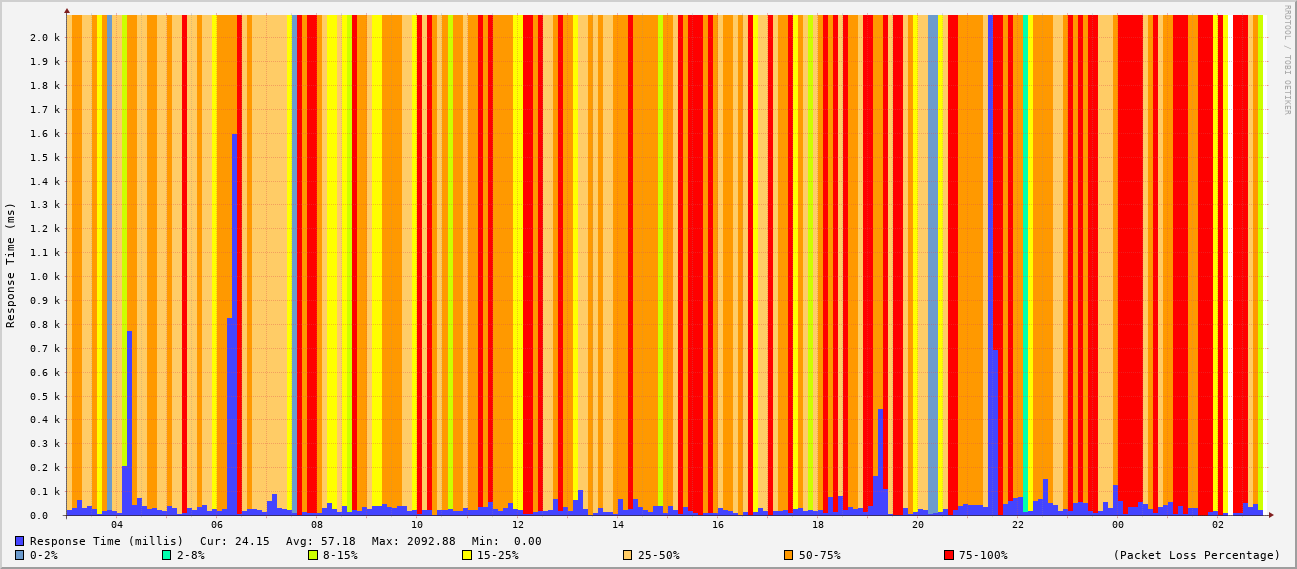 RRDTOOL / TOBI OETIKER
Response Time (ms)
2.0 k
1.9 k
1.8 k
1.7 k
1.6 k
1.5 k
1.4 k
1.3 k
1.2 k
1.1 k
1.0 k
0.9 k
0.8 k
0.7 k
0.6 k
0.5 k
0.4 k
0.3 k
0.2 k
0.1 k
0.0
04 06 08 10 12 14 16 18 20 22 00 02
Response Time (millis) Cur: 24.15 Avg: 57.18 Max: 2092.88 Min: 0.00
0-2% 2-8% 8-15% 15-25% 25-50% 50-75% 75-100% (Packet Loss Percentage)